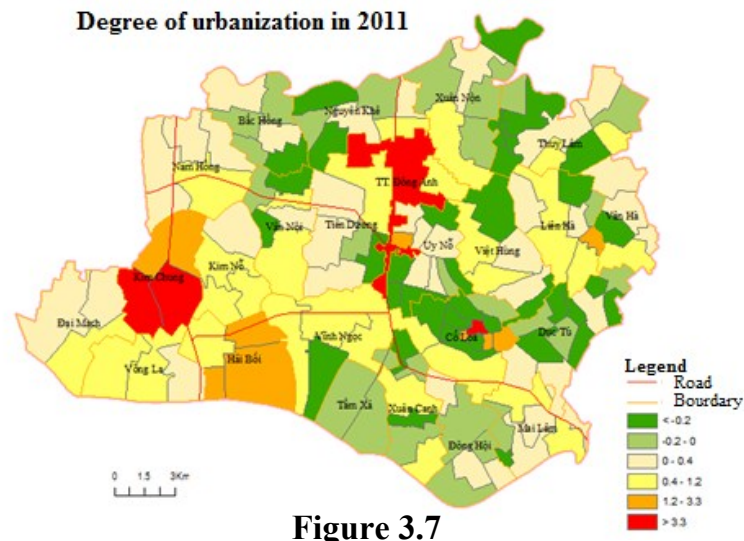 Degree of urbanization in 2011
Nguyên Khê
Xuân Nộn
Bắc Hồng
Thụy Lâm
Nam Hồng
TT. Đông Anh
Vân Hà
Liên Hà
Vân Nội
Tiên Dương
Uy Nỗ
Việt Hùng
Kim Nỗ
Kim Chung
Đại Mạch
Vĩnh Ngọc
Cổ Loa
Dục Tú
Hải Bối
Võng La
Tầm Xá
Xuân Canh
Mai Lâm
Đông Hội
Legend
Road
Bourdary
< -0.2
-0.2 - 0
0 - 0.4
0.4 - 1.2
1.2 - 3.3
> 3.3
0 1.5 3Km
Figure 3.7